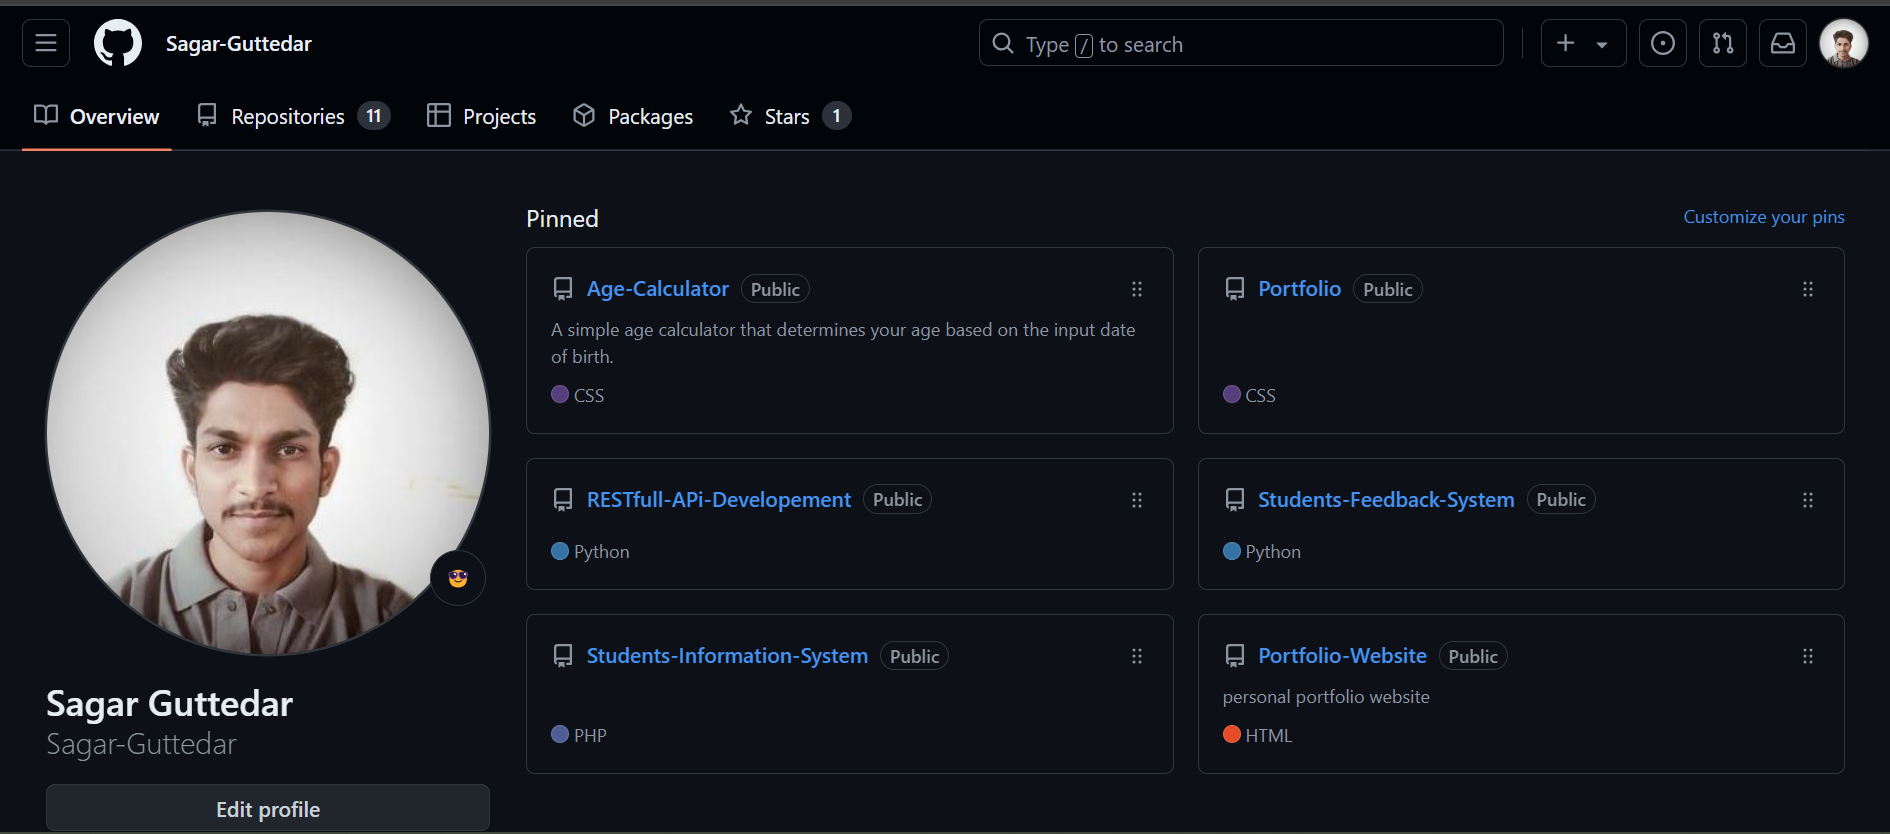 Sagar-Guttedar
Type / to search
Overview
Repositories 11
Projects
Packages
Stars 1
Pinned
Customize your pins
Age-Calculator Public
A simple age calculator that determines your age based on the input date
of birth.
CSS
Portfolio Public
CSS
RESTfull-APi-Developement Public
Python
Students-Feedback-System Public
Python
Students-Information-System Public
PHP
Portfolio-Website Public
personal portfolio website
HTML
Sagar Guttedar
Sagar-Guttedar
Edit profile